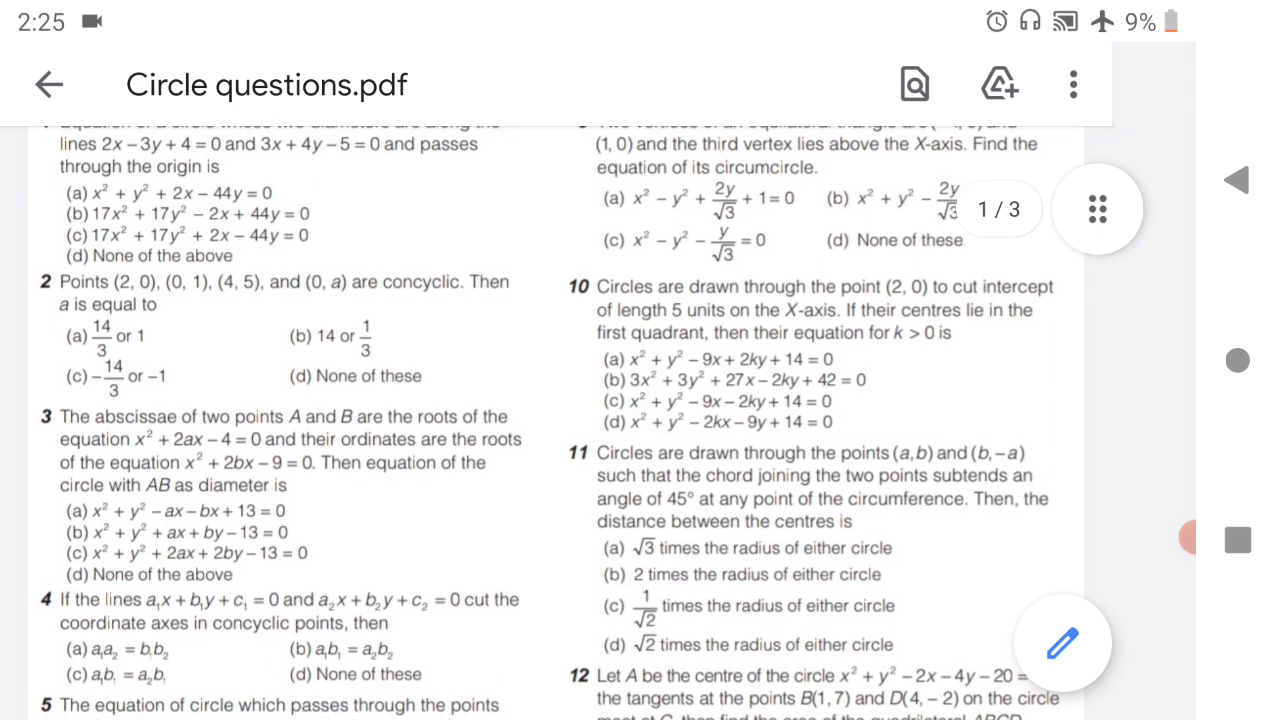 2:25
9%
Circle questions.pdf
lines 2x – 3y + 4 = 0 and 3x + 4y – 5 = 0 and passes
through the origin is
(a) x² + y² + 2x – 44y = 0
(b) 17x² + 17y² – 2x + 44y = 0
(c) 17x² + 17y² + 2x – 44y = 0
(d) None of the above
2 Points (2, 0), (0, 1), (4, 5), and (0, a) are concyclic. Then
a is equal to
(a) 14/3 or 1 (b) 14 or 1/3
(c) –14/3 or –1 (d) None of these
3 The abscissae of two points A and B are the roots of the
equation x² + 2ax – 4 = 0 and their ordinates are the roots
of the equation x² + 2bx – 9 = 0. Then equation of the
circle with AB as diameter is
(a) x² + y² – ax – bx + 13 = 0
(b) x² + y² + ax + by – 13 = 0
(c) x² + y² + 2ax + 2by – 13 = 0
(d) None of the above
4 If the lines a₁x + b₁y + c₁ = 0 and a₂x + b₂y + c₂ = 0 cut the
coordinate axes in concyclic points, then
(a) a₁a₂ = b₁b₂ (b) a₁b₁ = a₂b₂
(c) a₁b₂ = a₂b₁ (d) None of these
5 The equation of circle which passes through the points
(1, 0) and the third vertex lies above the X-axis. Find the
equation of its circumcircle.
(a) x² – y² + 2y/√3 + 1 = 0 (b) x² + y² – 2y/√3
(c) x² – y² – y/√3 = 0 (d) None of these
1 / 3
10 Circles are drawn through the point (2, 0) to cut intercept
of length 5 units on the X-axis. If their centres lie in the
first quadrant, then their equation for k > 0 is
(a) x² + y² – 9x + 2ky + 14 = 0
(b) 3x² + 3y² + 27x – 2ky + 42 = 0
(c) x² + y² – 9x – 2ky + 14 = 0
(d) x² + y² – 2kx – 9y + 14 = 0
11 Circles are drawn through the points (a, b) and (b, – a)
such that the chord joining the two points subtends an
angle of 45° at any point of the circumference. Then, the
distance between the centres is
(a) √3 times the radius of either circle
(b) 2 times the radius of either circle
(c) 1/√2 times the radius of either circle
(d) √2 times the radius of either circle
12 Let A be the centre of the circle x² + y² – 2x – 4y – 20 =
the tangents at the points B(1, 7) and D(4, – 2) on the circle